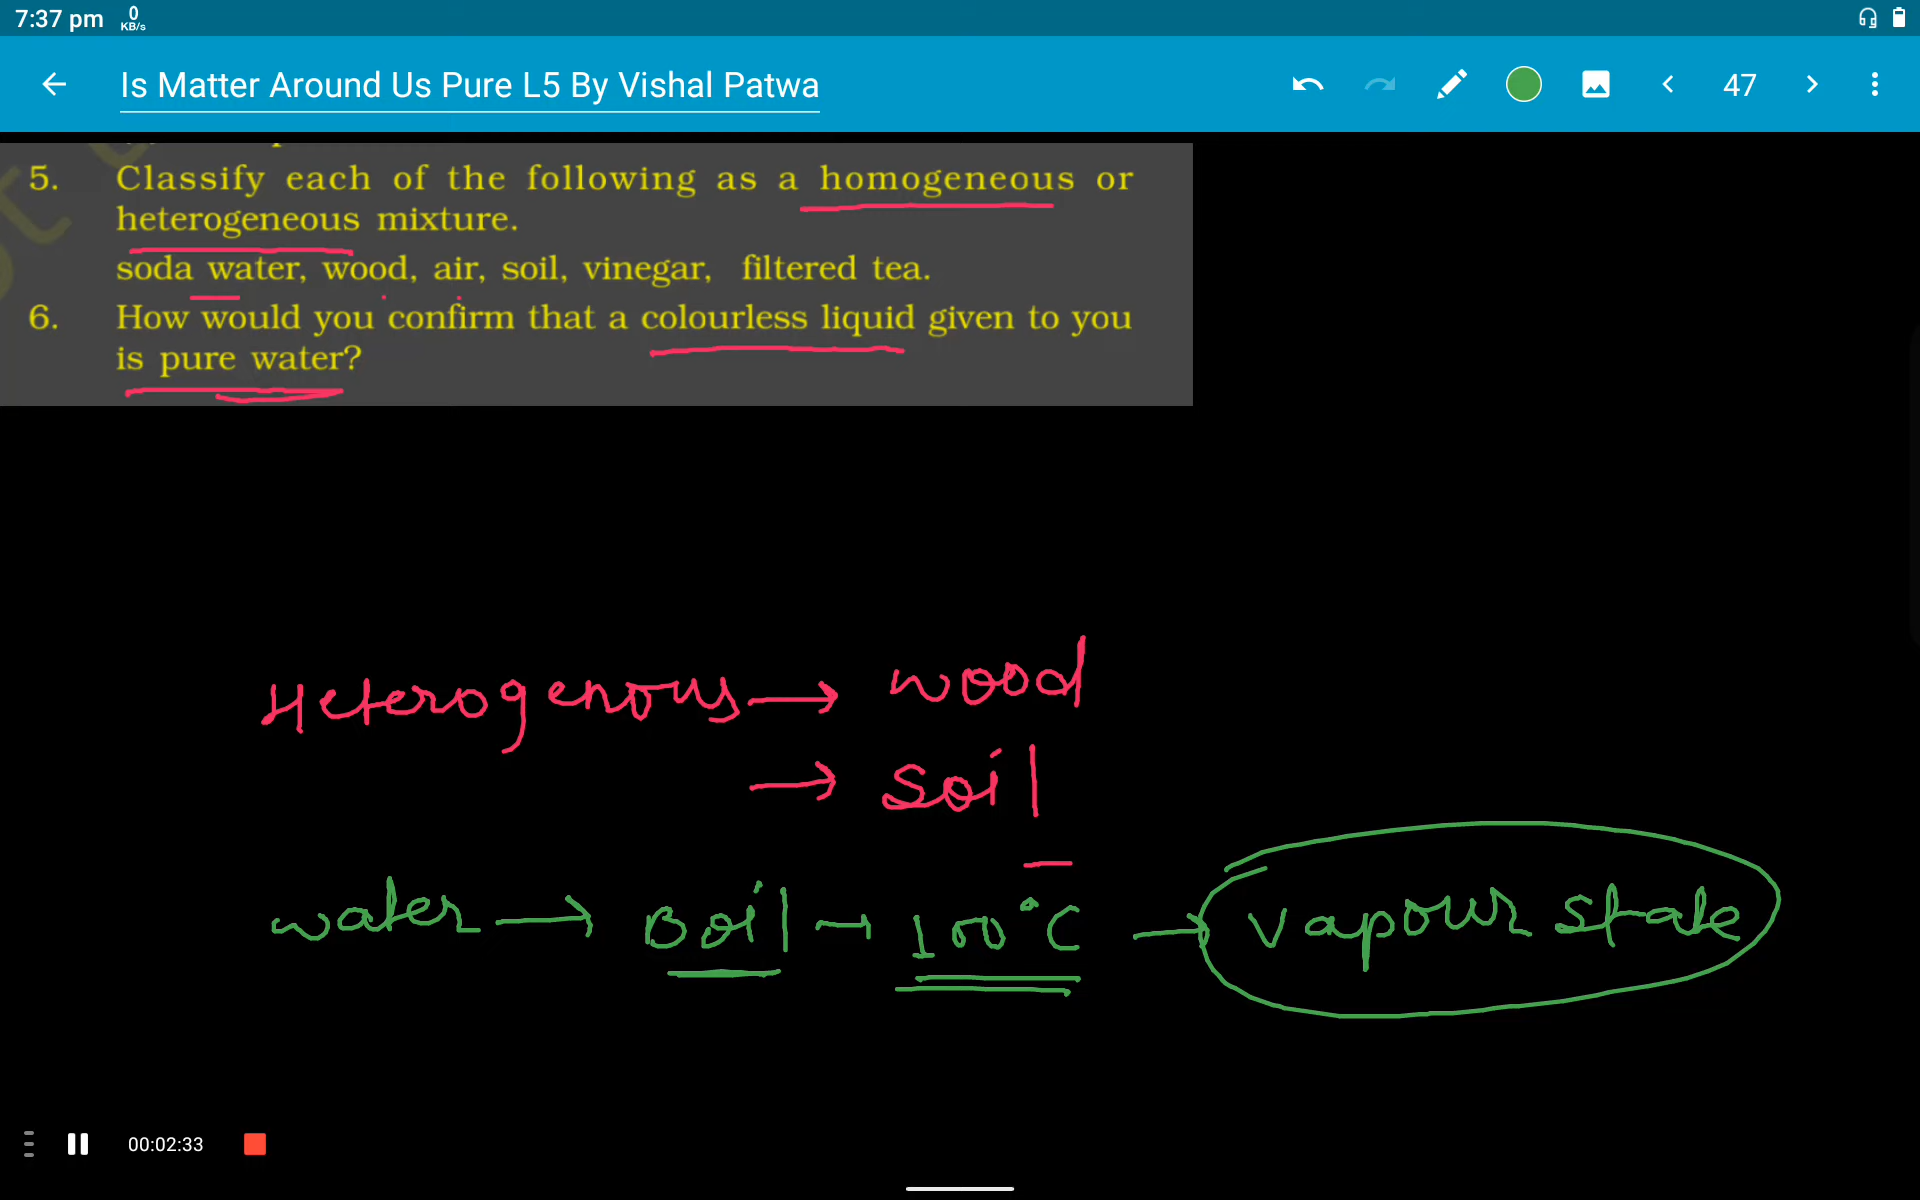 7:37 pm 0 KB/s
Is Matter Around Us Pure L5 By Vishal Patwa 47
5. Classify each of the following as a homogeneous or
heterogeneous mixture.
soda water, wood, air, soil, vinegar, filtered tea.
6. How would you confirm that a colourless liquid given to you
is pure water?
Heterogenous → wood
→ soil
water → Boil → 100°C → vapour state
00:02:33